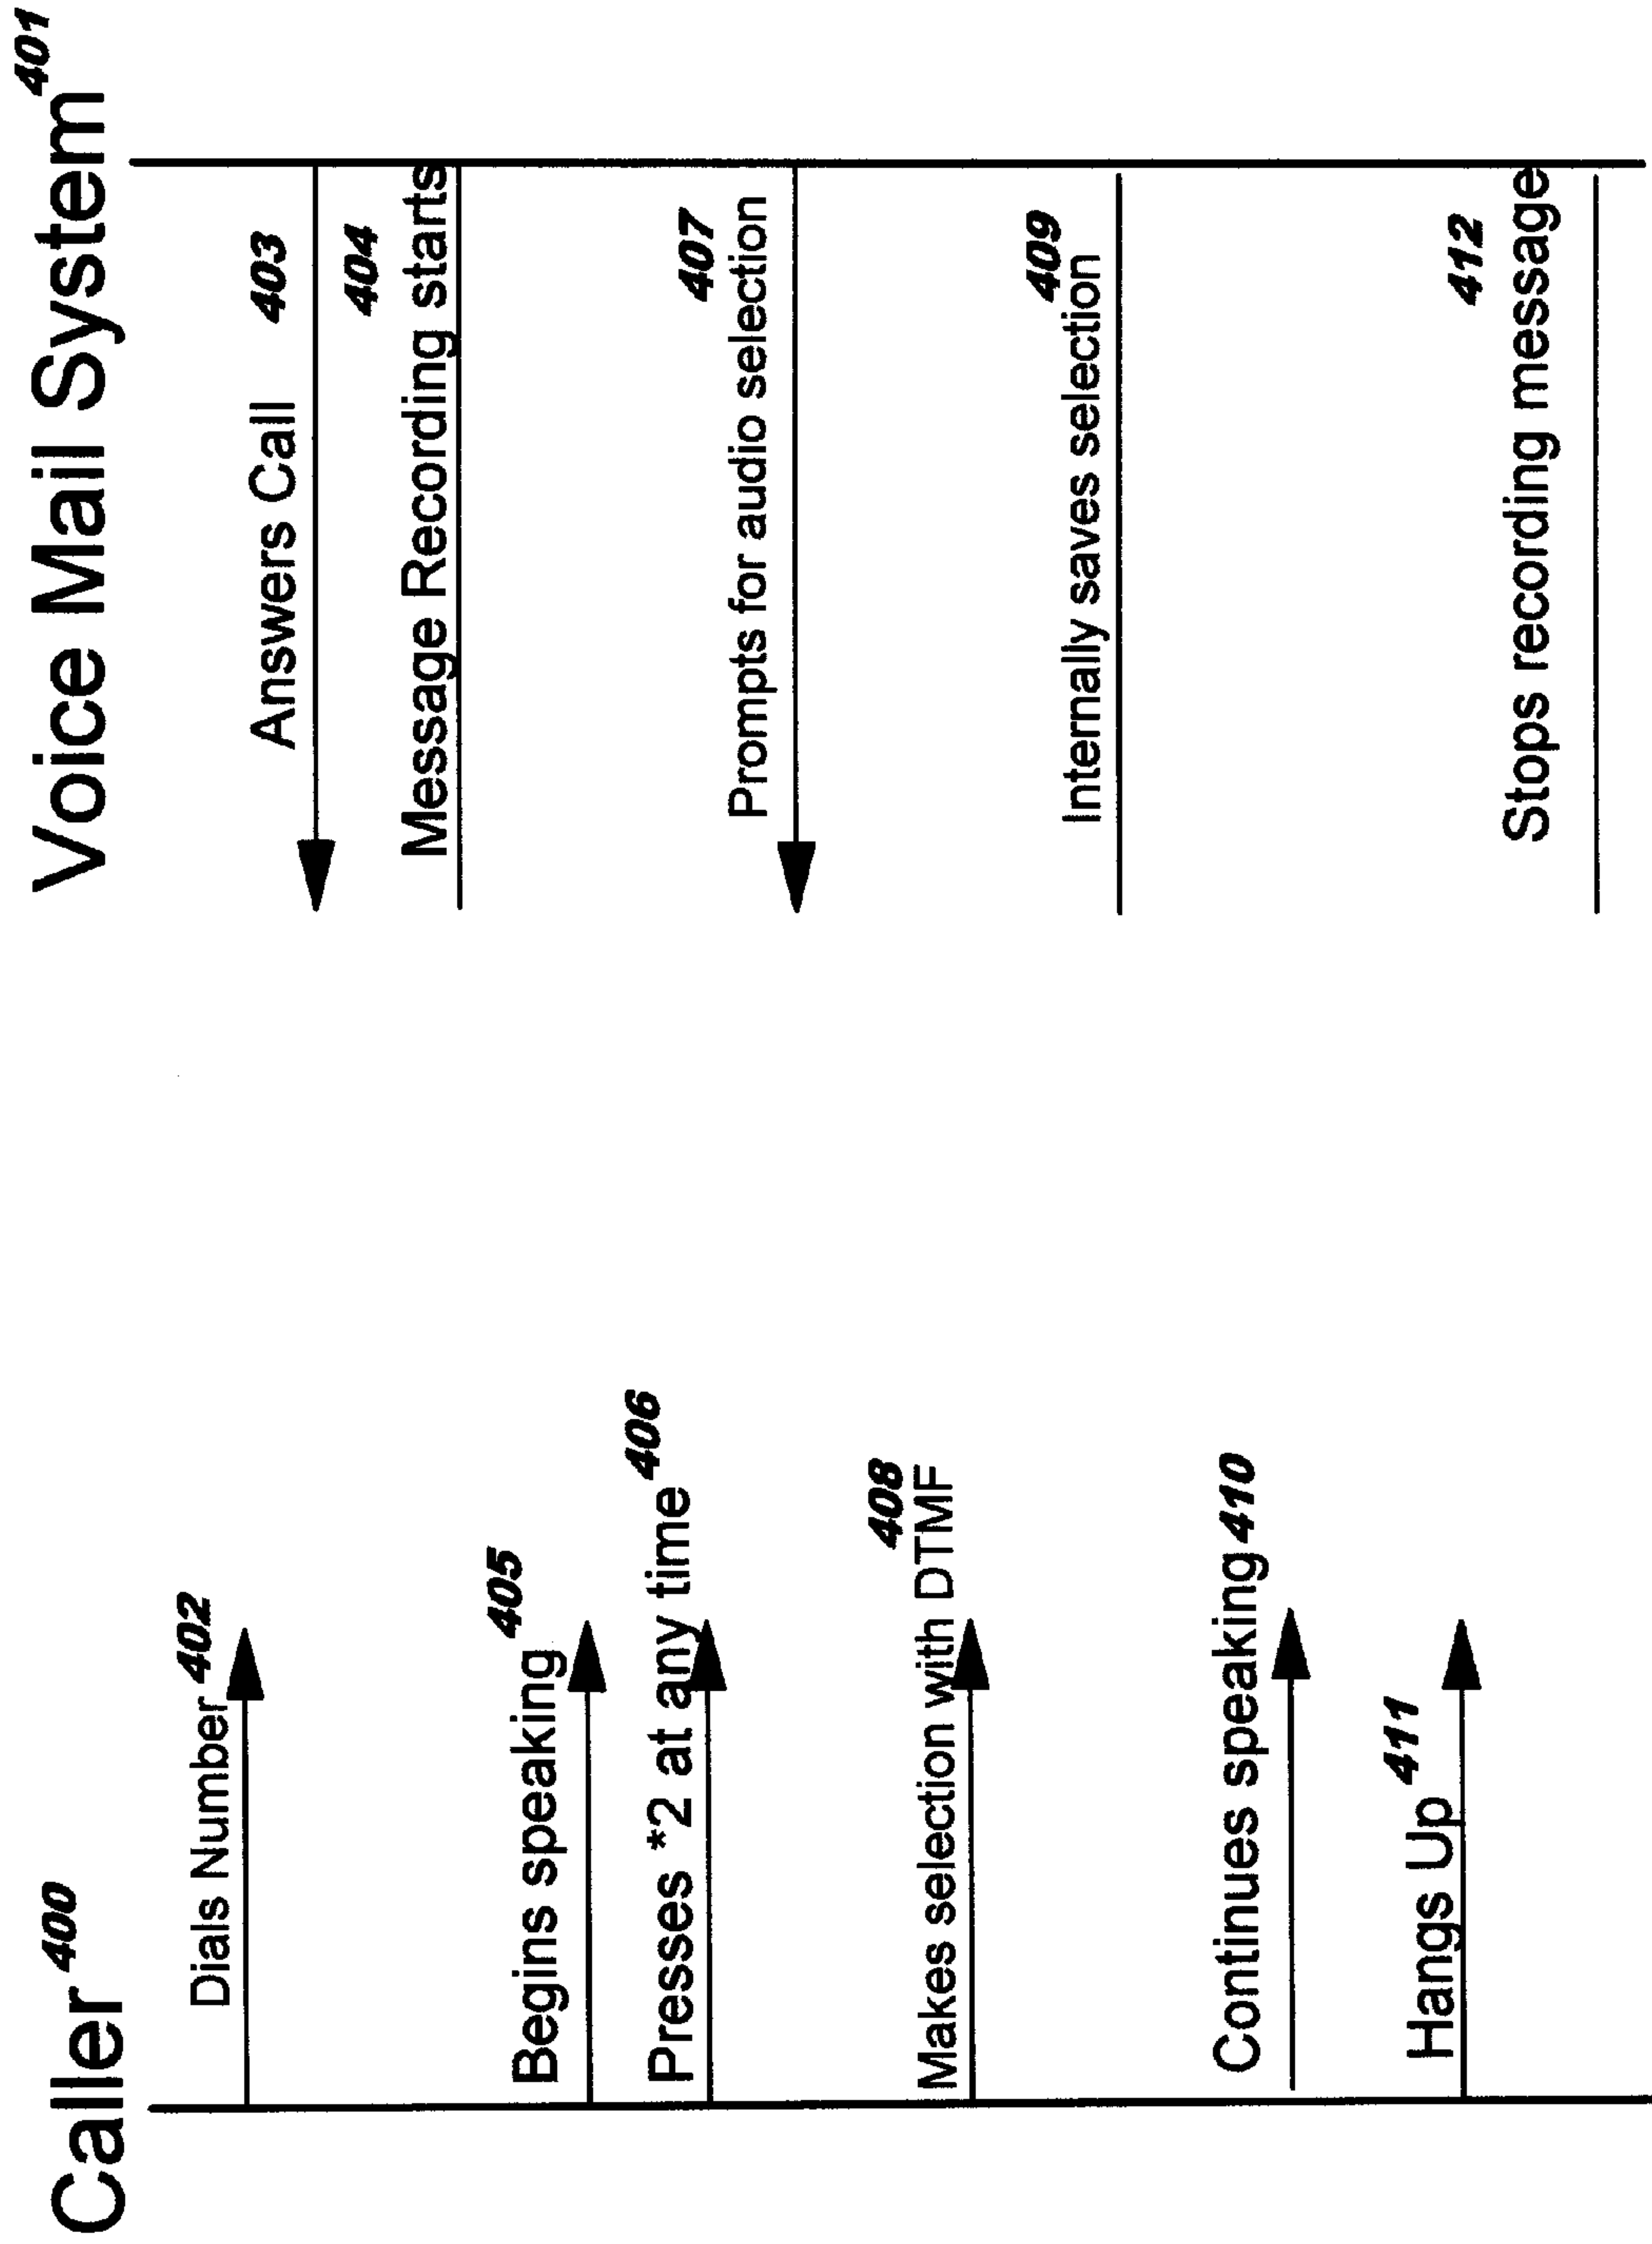 Caller 400
Voice Mail System 401
Dials Number 402
Answers Call 403
404
Message Recording starts
405
Begins speaking
Presses *2 at any time 406
407
Prompts for audio selection
408
Makes selection with DTMF
409
Internally saves selection
Continues speaking 410
411
Hangs Up
412
Stops recording message